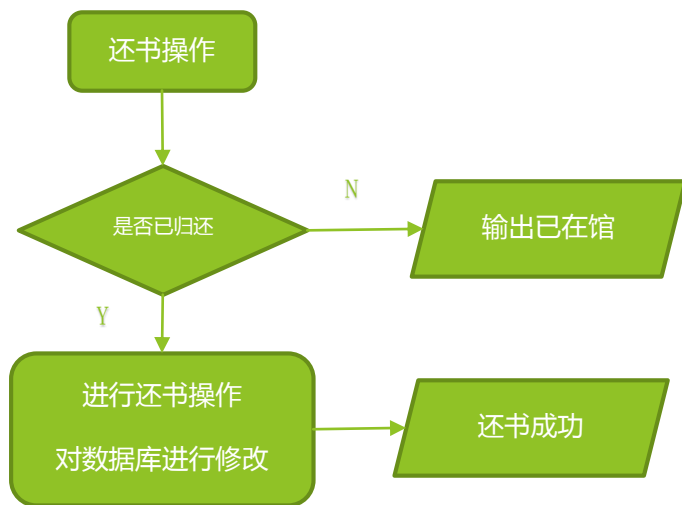 还书操作
N
是否已归还
输出已在馆
Y
进行还书操作
对数据库进行修改
还书成功